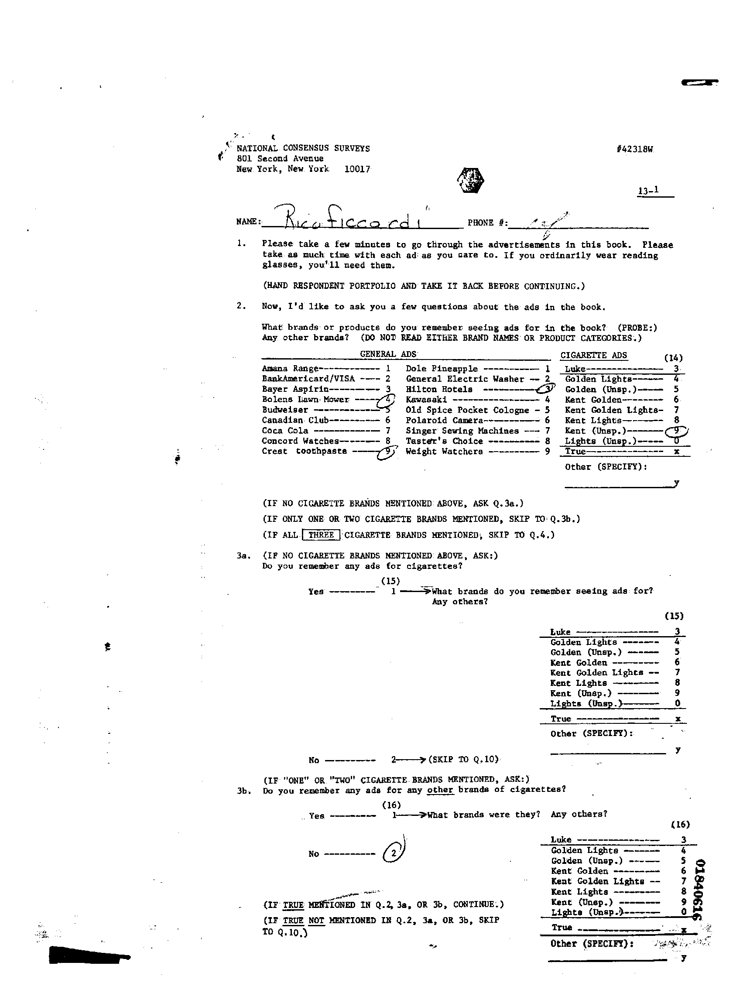 NATIONAL CONSENSUS SURVEYS #42318W
801 Second Avenue
New York, New York 10017
13-1
NAME: Rica Ficcardi PHONE #:
1. Please take a few minutes to go through the advertisements in this book. Please
take as much time with each ad as you care to. If you ordinarily wear reading
glasses, you'll need them.
(HAND RESPONDENT PORTFOLIO AND TAKE IT BACK BEFORE CONTINUING.)
2. Now, I'd like to ask you a few questions about the ads in the book.
What brands or products do you remember seeing ads for in the book? (PROBE:)
Any other brands? (DO NOT READ EITHER BRAND NAMES OR PRODUCT CATEGORIES.)
GENERAL ADS CIGARETTE ADS (14)
Amana Range----------- 1 Dole Pineapple ----------- 1 Luke----------------- 3
BankAmericard/VISA ---- 2 General Electric Washer -- 2 Golden Lights------ 4
Bayer Aspirin---------- 3 Hilton Hotels ----------- 3 Golden (Unsp.)----- 5
Bolens Lawn Mower ----- 4 Kawasaki ----------------- 4 Kent Golden-------- 6
Budweiser ------------- 5 Old Spice Pocket Cologne - 5 Kent Golden Lights- 7
Canadian Club---------- 6 Polaroid Camera----------- 6 Kent Lights-------- 8
Coca Cola ------------- 7 Singer Sewing Machines --- 7 Kent (Unsp.)------- 9
Concord Watches-------- 8 Taster's Choice ---------- 8 Lights (Unsp.)----- 0
Crest toothpaste ------ 9 Weight Watchers ---------- 9 True--------------- x
Other (SPECIFY):
y
(IF NO CIGARETTE BRANDS MENTIONED ABOVE, ASK Q.3a.)
(IF ONLY ONE OR TWO CIGARETTE BRANDS MENTIONED, SKIP TO Q.3b.)
(IF ALL THREE CIGARETTE BRANDS MENTIONED, SKIP TO Q.4.)
3a. (IF NO CIGARETTE BRANDS MENTIONED ABOVE, ASK:)
Do you remember any ads for cigarettes?
(15)
Yes -------- 1 ---->What brands do you remember seeing ads for?
Any others?
(15)
Luke ---------------- 3
Golden Lights ------- 4
Golden (Unsp.) ------ 5
Kent Golden --------- 6
Kent Golden Lights -- 7
Kent Lights --------- 8
Kent (Unsp.) -------- 9
Lights (Unsp.)------- 0
True ---------------- x
Other (SPECIFY):
y
No --------- 2---->(SKIP TO Q.10)
(IF "ONE" OR "TWO" CIGARETTE BRANDS MENTIONED, ASK:)
3b. Do you remember any ads for any other brands of cigarettes?
(16)
Yes -------- 1---->What brands were they? Any others?
(16)
Luke ---------------- 3
Golden Lights ------- 4
No ---------- 2 Golden (Unsp.) ------ 5
Kent Golden --------- 6
Kent Golden Lights -- 7
Kent Lights --------- 8
(IF TRUE MENTIONED IN Q.2, 3a, OR 3b, CONTINUE.) Kent (Unsp.) -------- 9
Lights (Unsp.)------- 0
(IF TRUE NOT MENTIONED IN Q.2, 3a, OR 3b, SKIP
TO Q.10.) True ---------------- x
Other (SPECIFY):
y
01840616